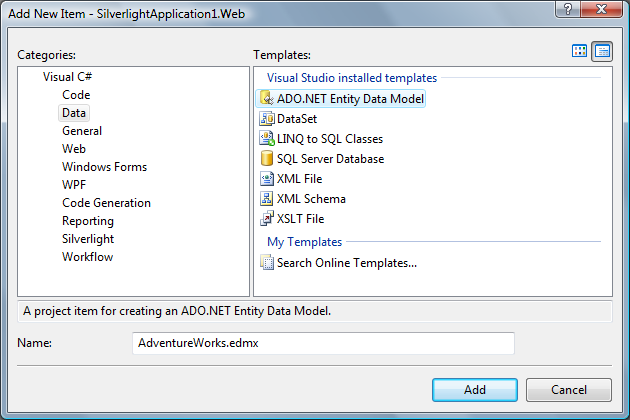 Add New Item - SilverlightApplication1.Web
Categories:
Templates:
Visual C#
Code
Data
General
Web
Windows Forms
WPF
Code Generation
Reporting
Silverlight
Workflow
Visual Studio installed templates
ADO.NET Entity Data Model
DataSet
LINQ to SQL Classes
SQL Server Database
XML File
XML Schema
XSLT File
My Templates
Search Online Templates...
A project item for creating an ADO.NET Entity Data Model.
Name:
AdventureWorks.edmx
Add
Cancel